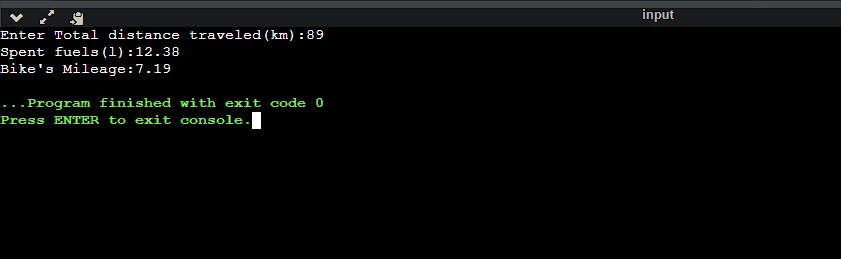 input
Enter Total distance traveled(km):89
Spent fuels(l):12.38
Bike's Mileage:7.19
...Program finished with exit code 0
Press ENTER to exit console.